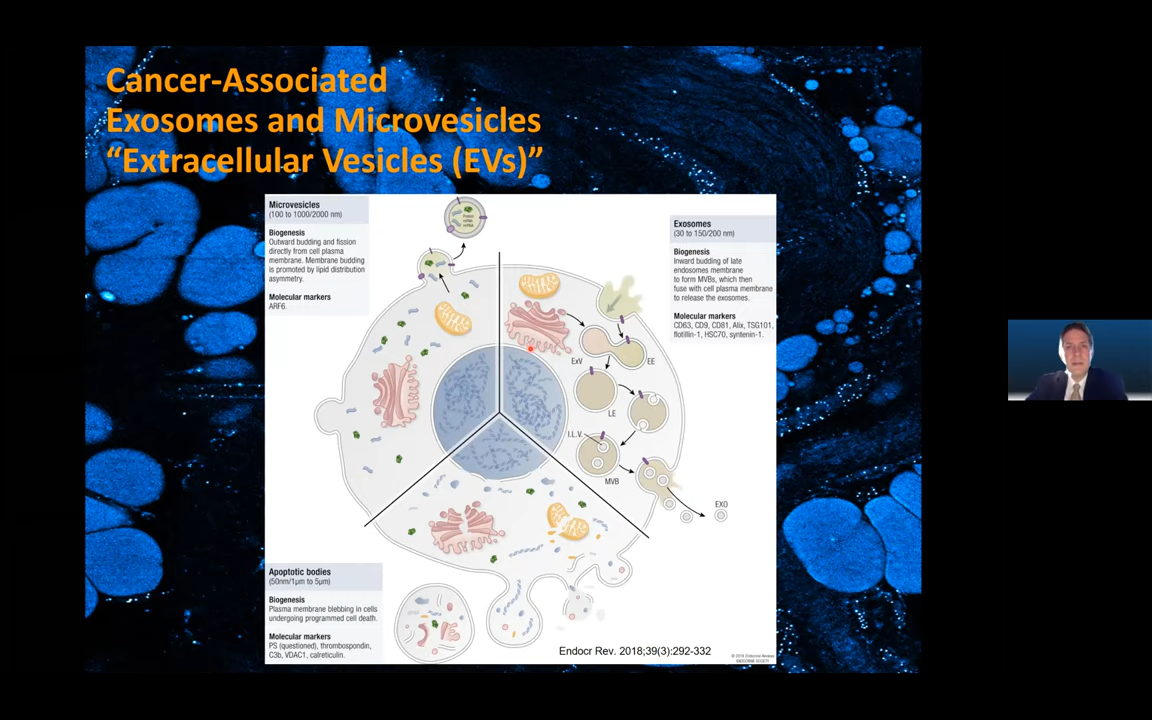 Cancer-Associated
Exosomes and Microvesicles
“Extracellular Vesicles (EVs)”
Microvesicles
(100 to 1000/2000 nm)
Biogenesis
Outward budding and fission
directly from cell plasma
membrane. Membrane budding
is promoted by lipid distribution
asymmetry.
Molecular markers
ARF6.
Exosomes
(30 to 150/200 nm)
Biogenesis
Inward budding of late
endosomes membrane
to form MVBs, which then
fuse with cell plasma membrane
to release the exosomes.
Molecular markers
CD63, CD9, CD81, Alix, TSG101,
flotillin-1, HSC70, syntenin-1.
ExV
EE
LE
I.L.V.
MVB
EXO
Apoptotic bodies
(50nm/1µm to 5µm)
Biogenesis
Plasma membrane blebbing in cells
undergoing programmed cell death.
Molecular markers
PS (questioned), thrombospondin,
C3b, VDAC1, calreticulin.
Endocr Rev. 2018;39(3):292-332
ENDOCRINE SOCIETY